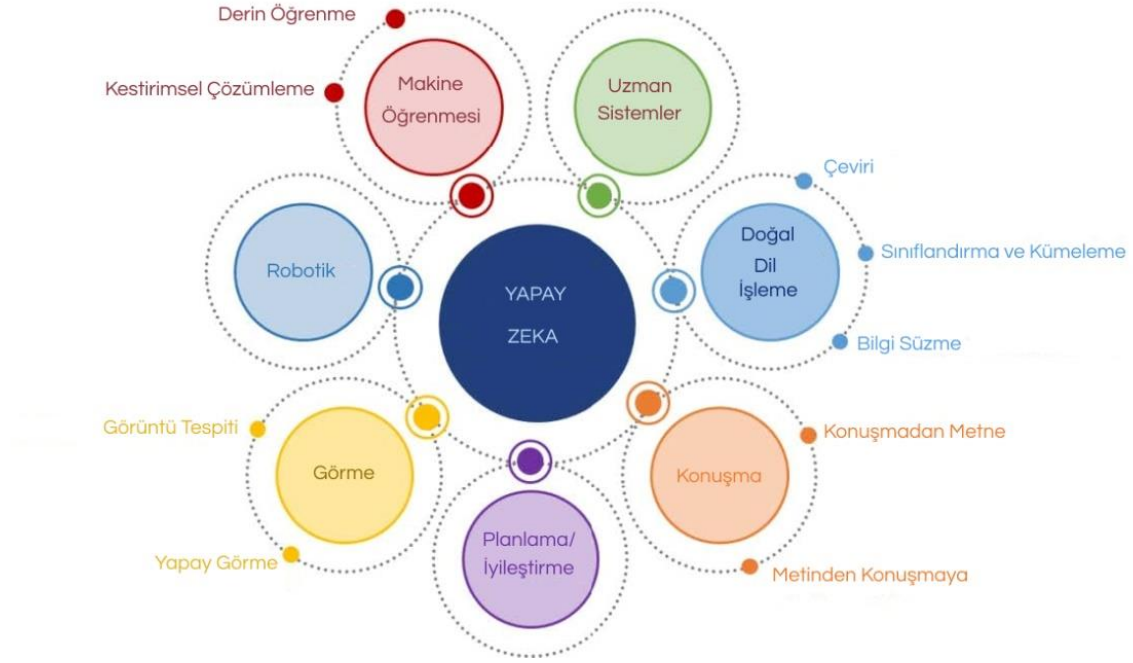 Derin Öğrenme
Kestirimsel Çözümleme
Makine
Öğrenmesi
Uzman
Sistemler
Çeviri
Doğal
Dil
İşleme
Sınıflandırma ve Kümeleme
Bilgi Süzme
Robotik
YAPAY
ZEKA
Görüntü Tespiti
Görme
Yapay Görme
Planlama/
İyileştirme
Konuşma
Konuşmadan Metne
Metinden Konuşmaya